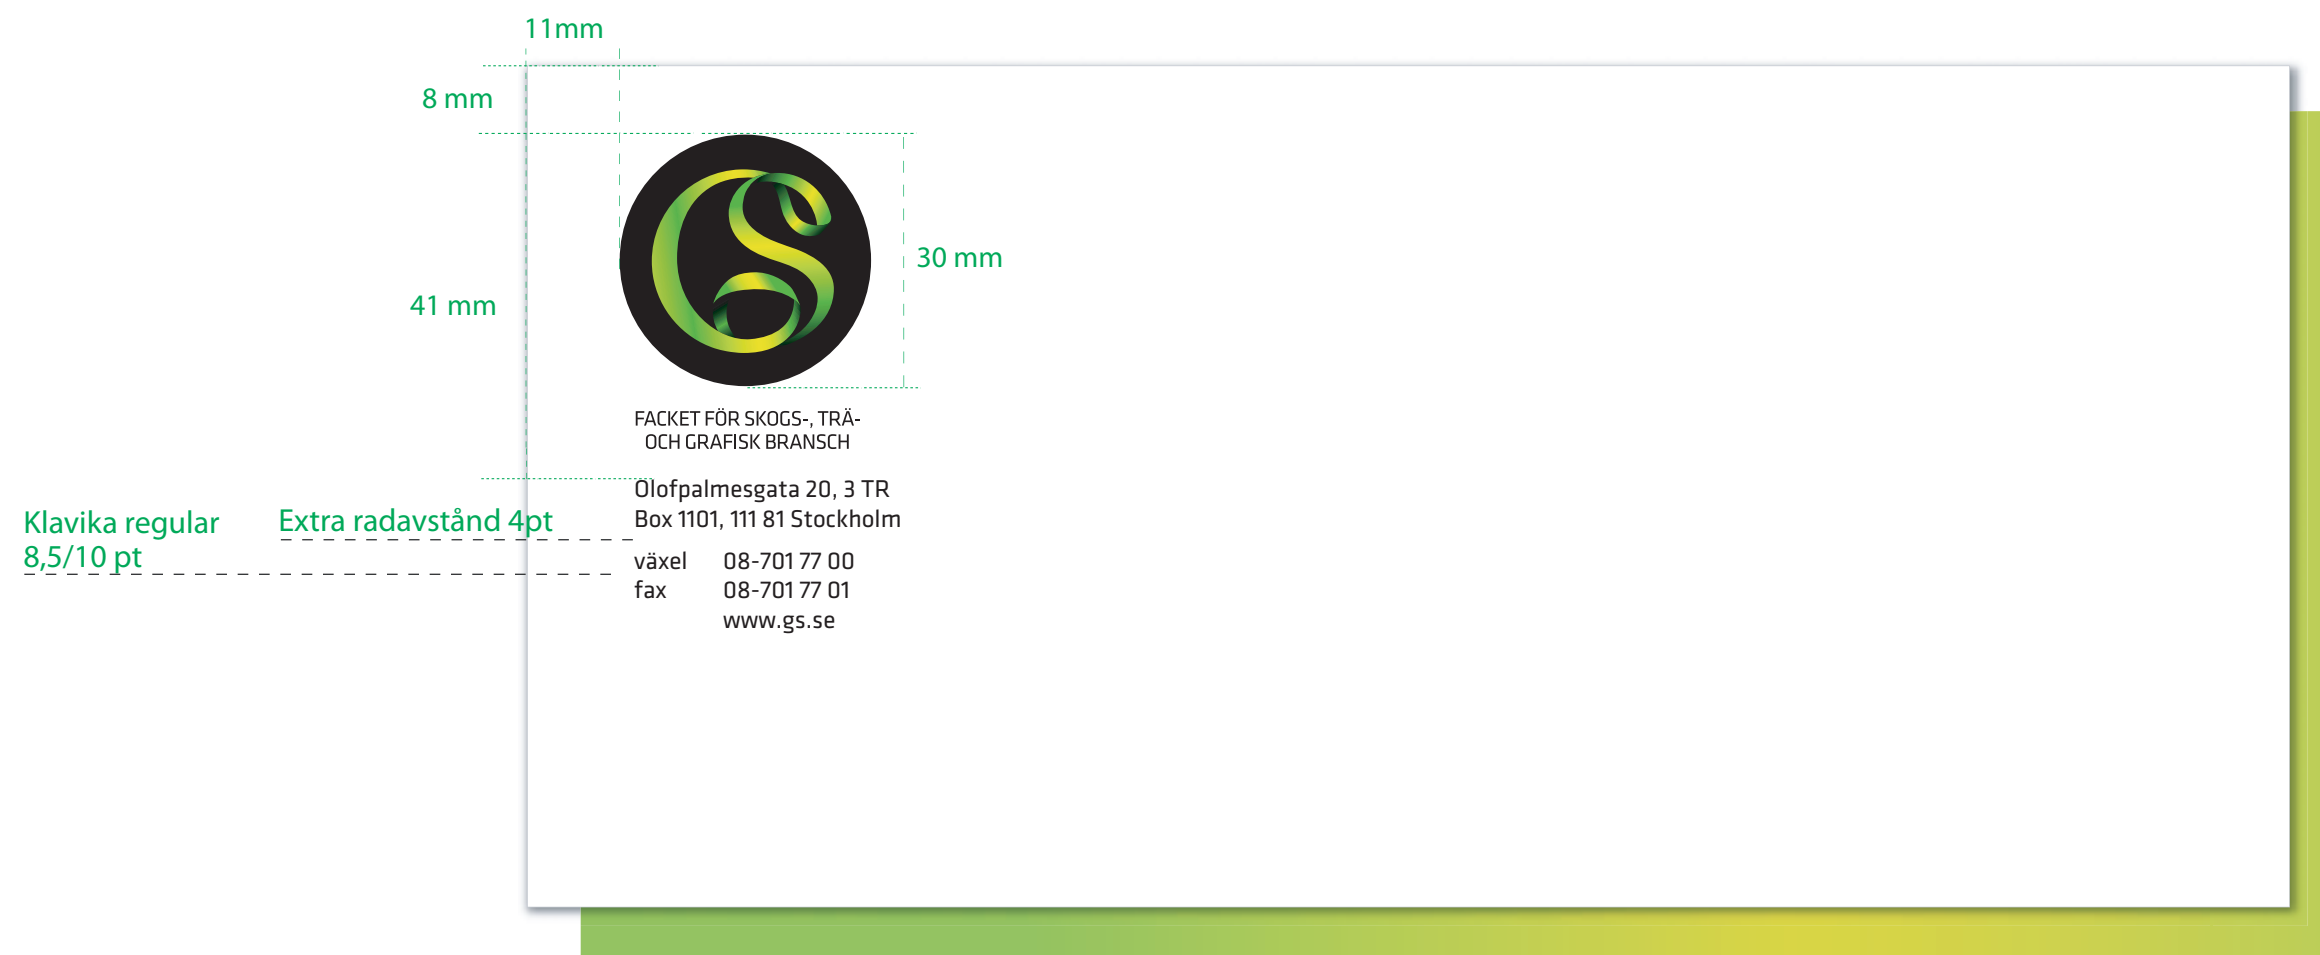 11mm
8 mm
30 mm
41 mm
GS
FACKET FÖR SKOGS-, TRÄ-
OCH GRAFISK BRANSCH
Olofpalmesgata 20, 3 TR
Box 1101, 111 81 Stockholm
Klavika regular
8,5/10 pt
Extra radavstånd 4pt
växel 08-701 77 00
fax 08-701 77 01
www.gs.se